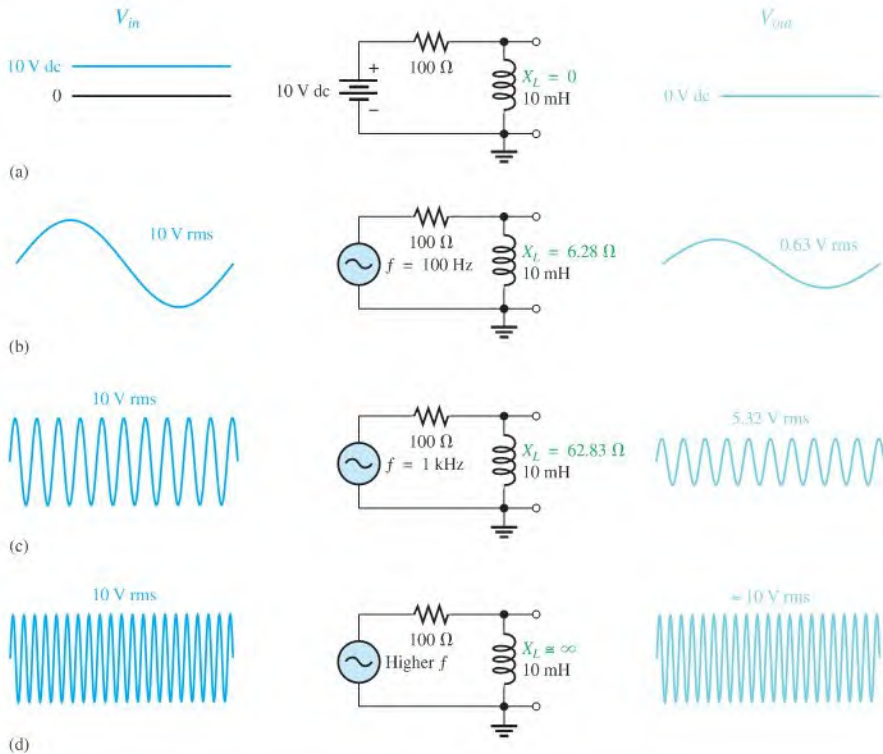 V_in
V_out
10 V dc
0
10 V dc
+
−
100 Ω
X_L = 0
10 mH
0 V dc
(a)
10 V rms
100 Ω
f = 100 Hz
X_L = 6.28 Ω
10 mH
0.63 V rms
(b)
10 V rms
100 Ω
f = 1 kHz
X_L = 62.83 Ω
10 mH
5.32 V rms
(c)
10 V rms
100 Ω
Higher f
X_L ≅ ∞
10 mH
≈ 10 V rms
(d)